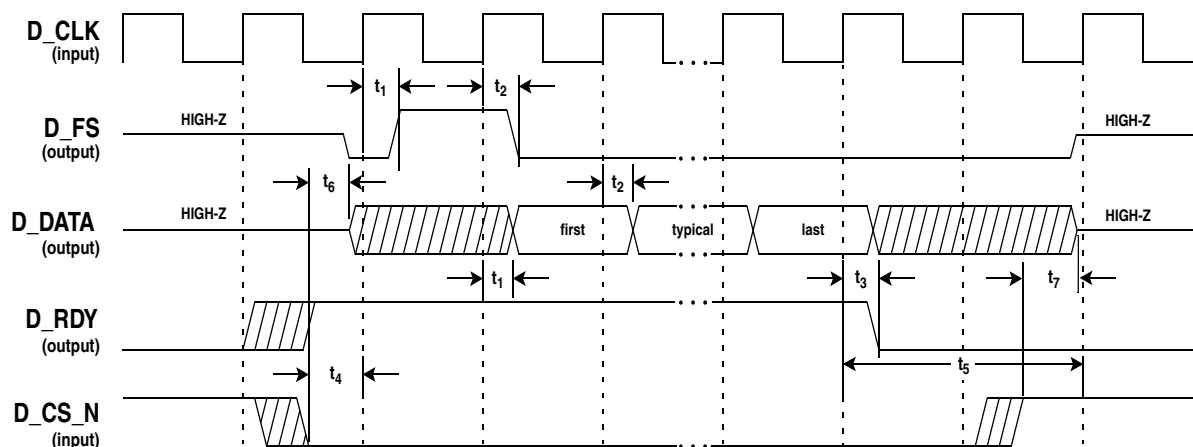 D_CLK
(input)
t1 t2
D_FS
(output)
HIGH-Z HIGH-Z
t6 t2
D_DATA
(output)
HIGH-Z first typical last HIGH-Z
t1 t3 t7
D_RDY
(output)
t4 t5
D_CS_N
(input)